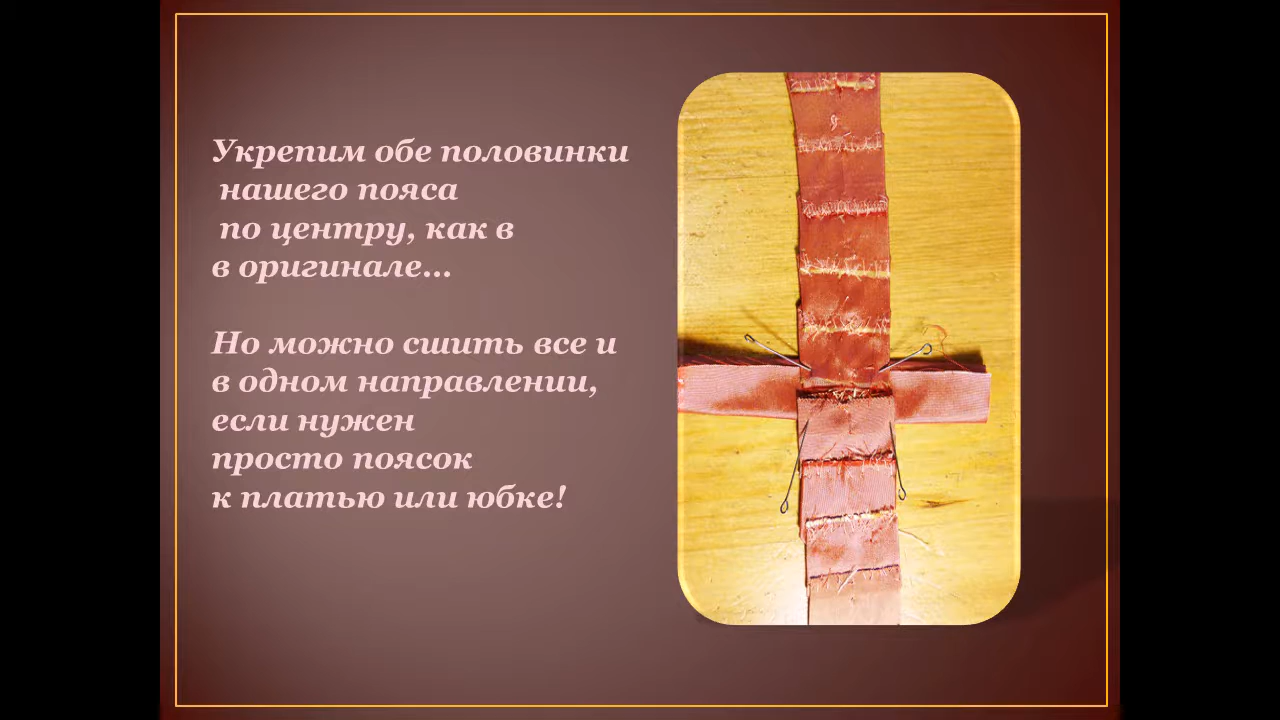 Укрепим обе половинки
нашего пояса
по центру, как в
в оригинале...
Но можно сшить все и
в одном направлении,
если нужен
просто поясок
к платью или юбке!